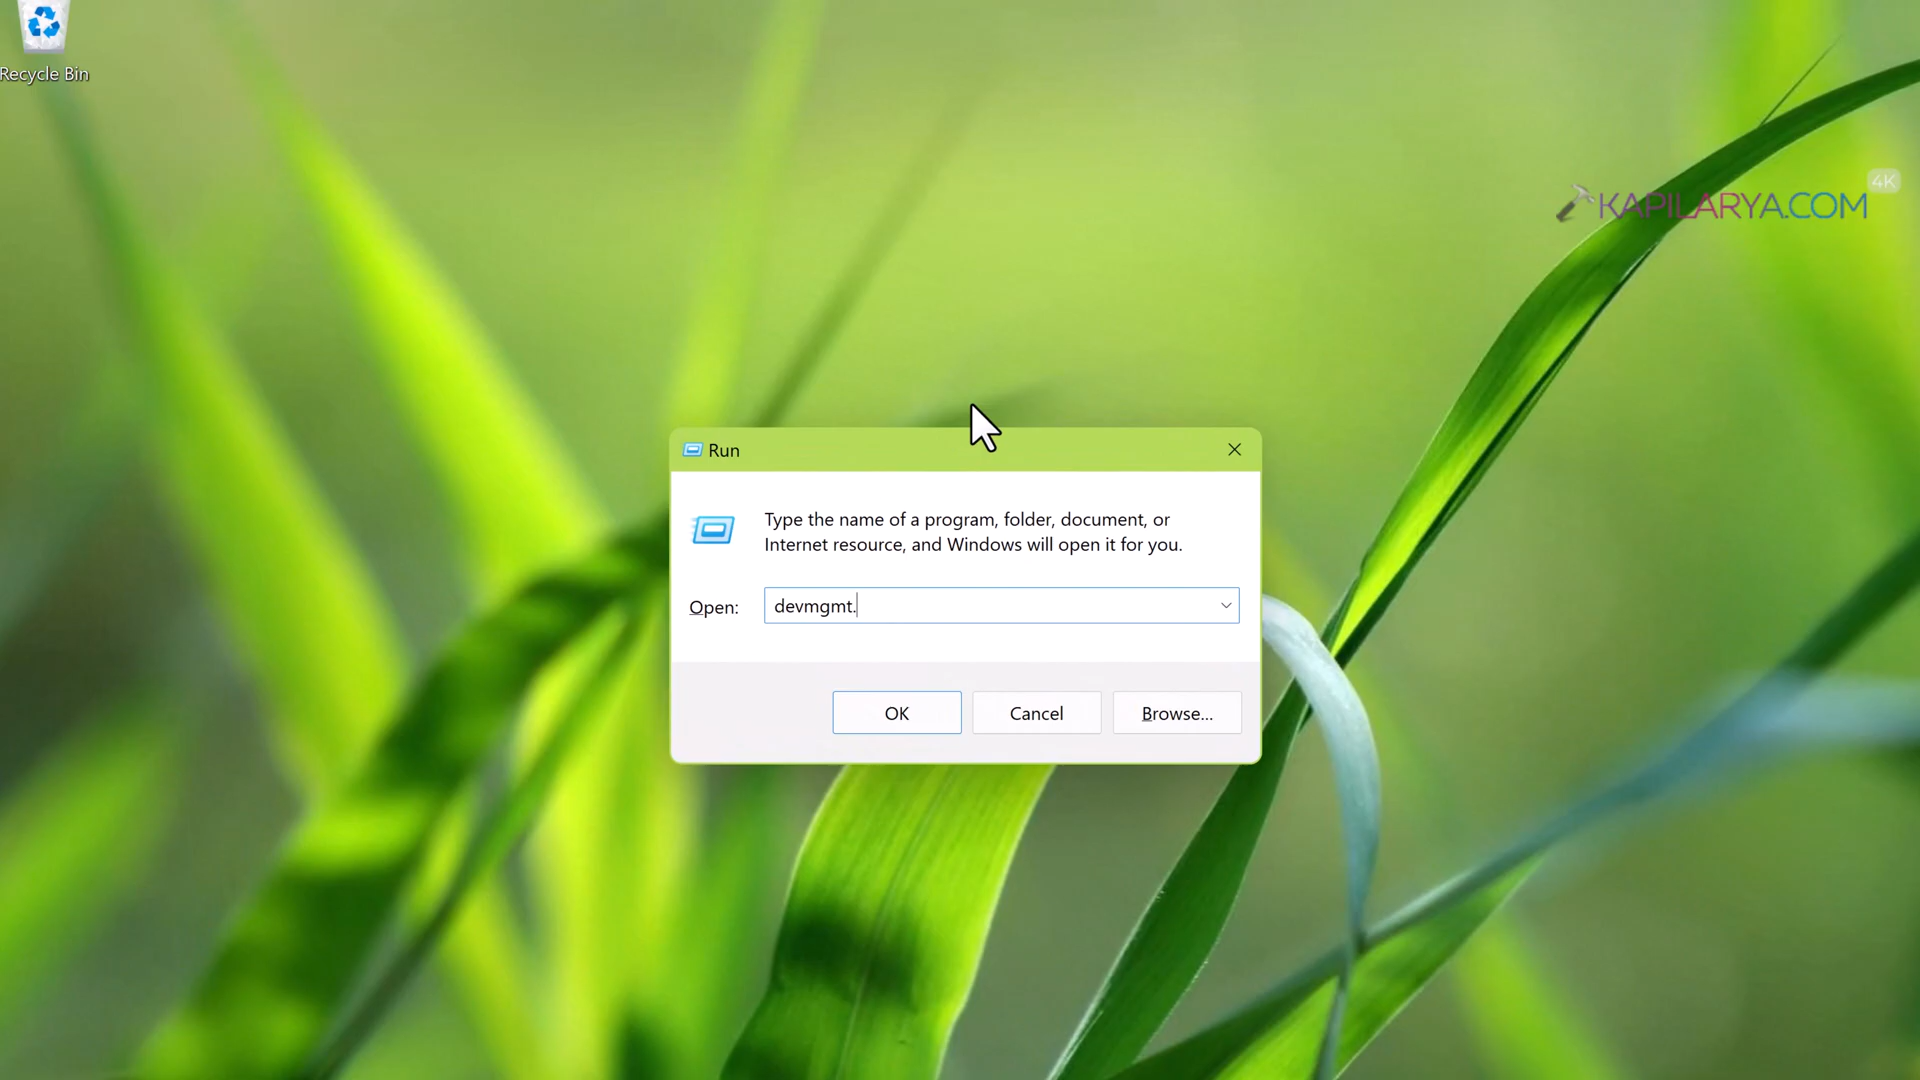 Recycle Bin
4K
KAPILARYA.COM
Run
Type the name of a program, folder, document, or
Internet resource, and Windows will open it for you.
Open:
devmgmt.
OK
Cancel
Browse...